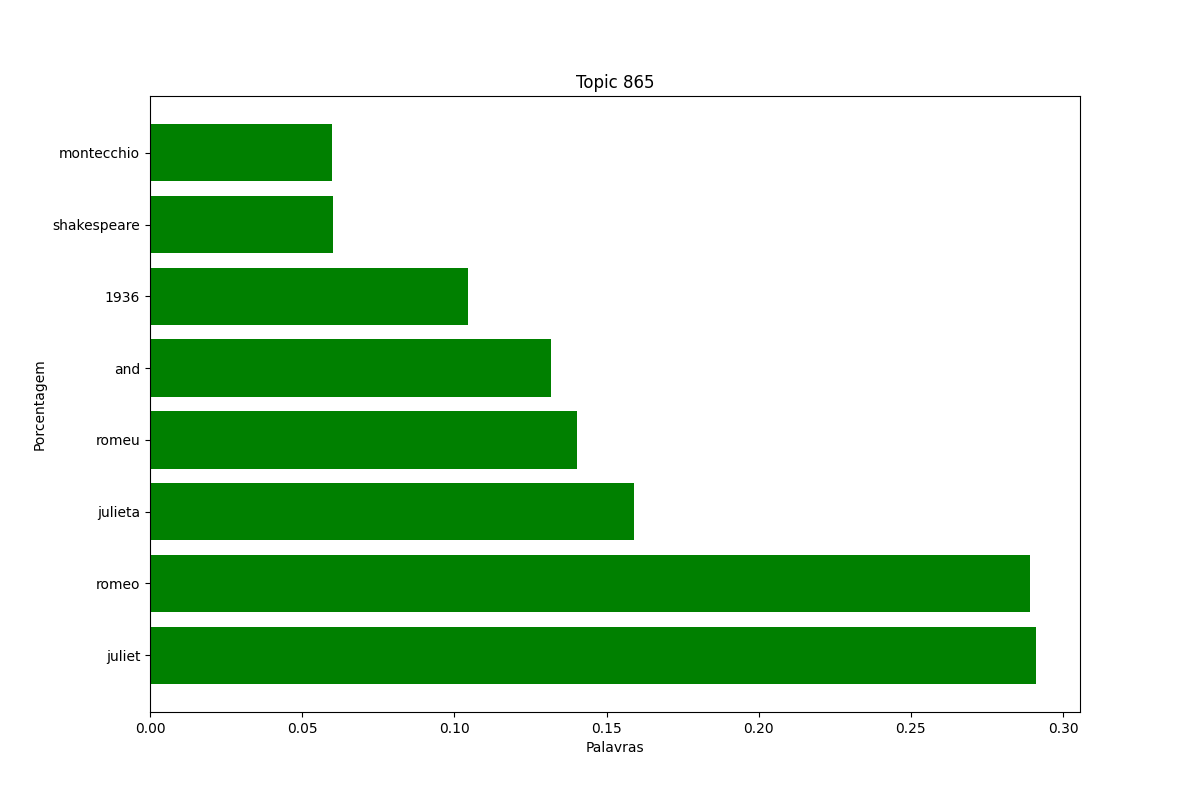 Topic 865
montecchio
shakespeare
1936
and
romeu
julieta
romeo
juliet
Porcentagem
0.00 0.05 0.10 0.15 0.20 0.25 0.30
Palavras